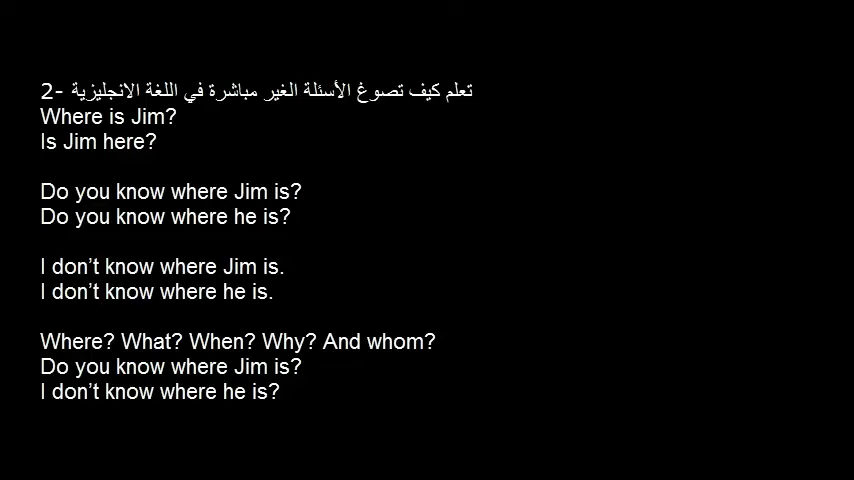 2- تعلم كيف تصوغ الأسئلة الغير مباشرة في اللغة الانجليزية
Where is Jim?
Is Jim here?
Do you know where Jim is?
Do you know where he is?
I don’t know where Jim is.
I don’t know where he is.
Where? What? When? Why? And whom?
Do you know where Jim is?
I don’t know where he is?